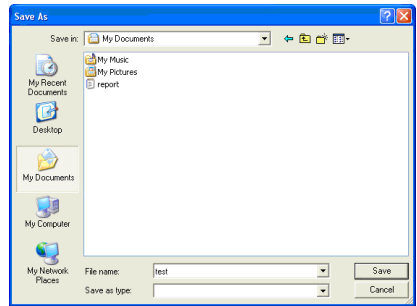 Save As
Save in: My Documents
My Music
My Pictures
report
My Recent
Documents
Desktop
My Documents
My Computer
My Network
Places
File name: test Save
Save as type: Cancel